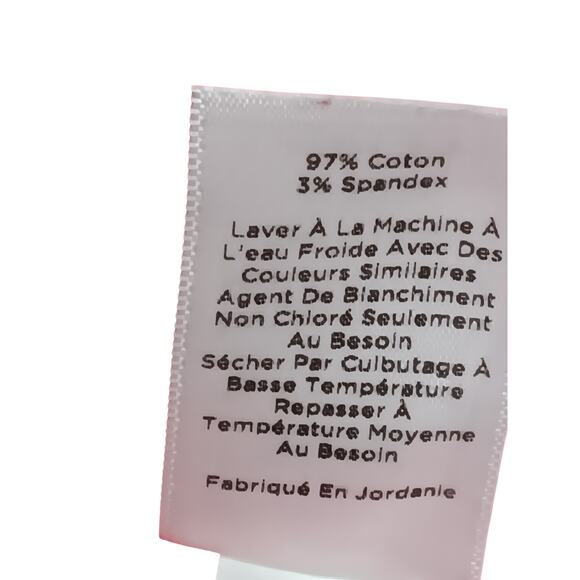 97% Coton
3% Spandex
Laver À La Machine À
L'eau Froide Avec Des
Couleurs Similaires
Agent De Blanchiment
Non Chloré Seulement
Au Besoin
Sécher Par Culbutage À
Basse Température
Repasser À
Température Moyenne
Au Besoin
Fabriqué En Jordanie